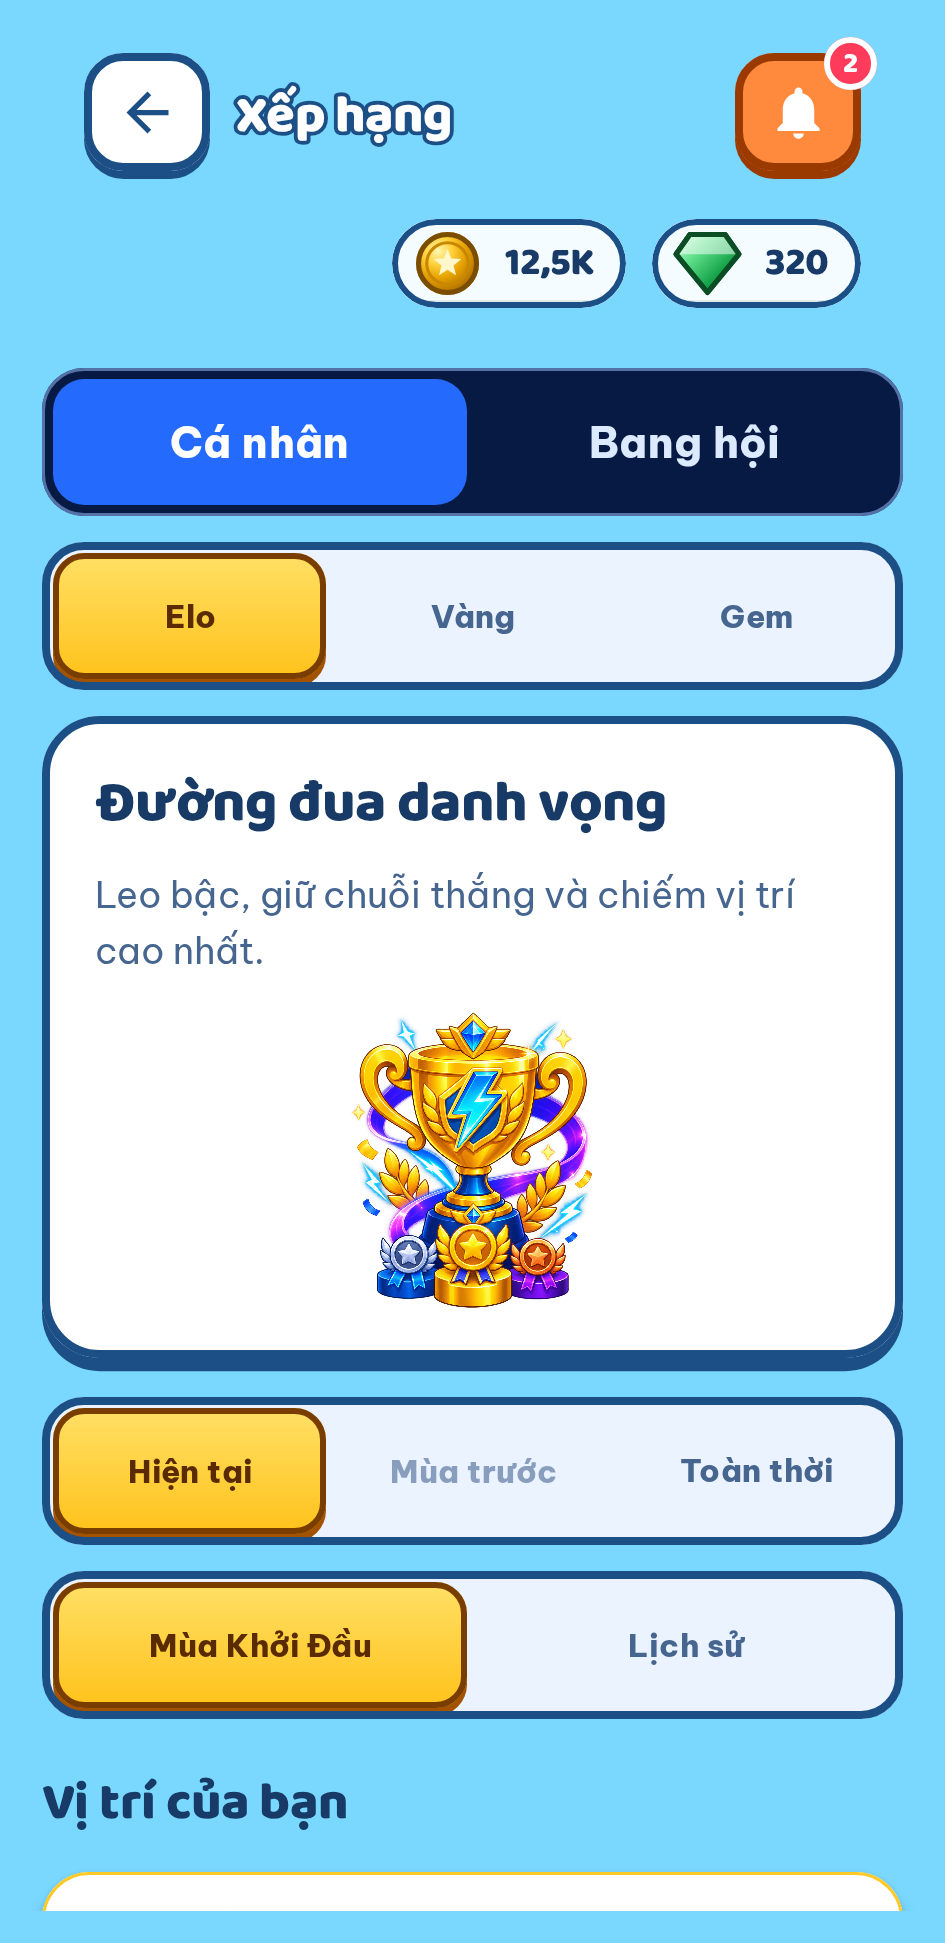 Xếp hạng
2
12,5K
320
Cá nhân
Bang hội
Elo
Vàng
Gem
Đường đua danh vọng
Leo bậc, giữ chuỗi thắng và chiếm vị trí
cao nhất.
Hiện tại
Mùa trước
Toàn thời
Mùa Khởi Đầu
Lịch sử
Vị trí của bạn